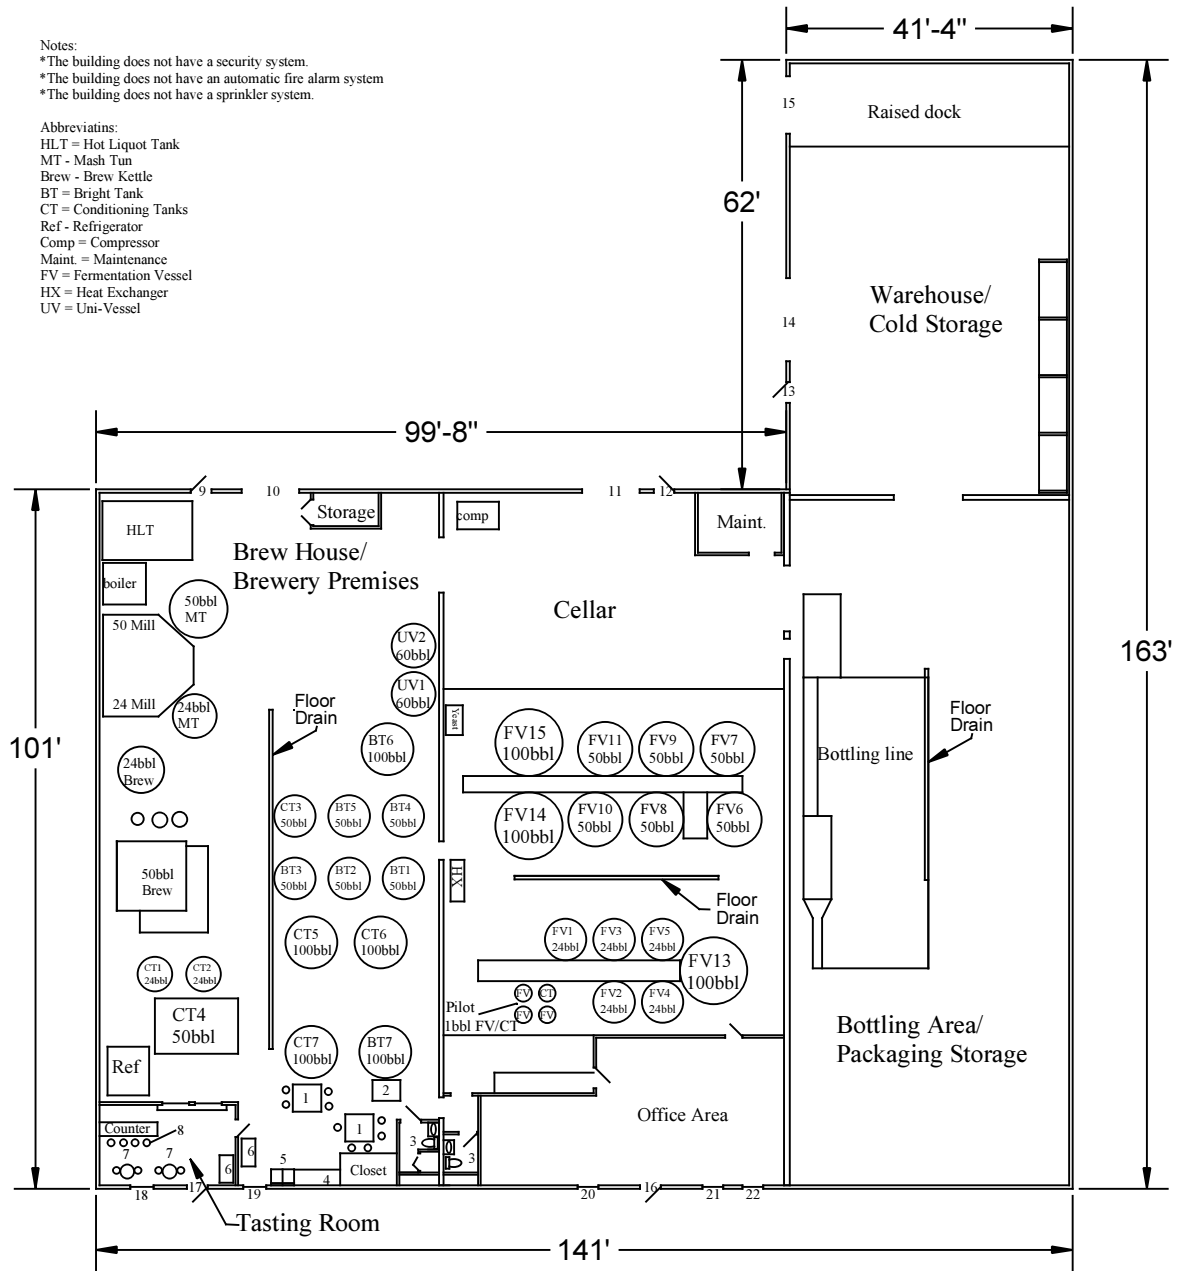 41'-4"
Notes:
*The building does not have a security system.
*The building does not have an automatic fire alarm system
*The building does not have a sprinkler system.
Abbreviatins:
HLT = Hot Liquot Tank
MT - Mash Tun
Brew - Brew Kettle
BT = Bright Tank
CT = Conditioning Tanks
Ref - Refrigerator
Comp = Compressor
Maint. = Maintenance
FV = Fermentation Vessel
HX = Heat Exchanger
UV = Uni-Vessel
15
Raised dock
62'
Warehouse/
Cold Storage
14
13
99'-8"
9
10
11
12
HLT
Storage
comp
Maint.
Brew House/
Brewery Premises
boiler
50bbl
MT
Cellar
50 Mill
24 Mill
UV2
60bbl
UV1
60bbl
163'
24bbl
MT
Floor
Drain
Yeast
Floor
Drain
101'
BT6
100bbl
FV15
100bbl
FV11
50bbl
FV9
50bbl
FV7
50bbl
Bottling line
24bbl
Brew
CT3
50bbl
BT5
50bbl
BT4
50bbl
FV14
100bbl
FV10
50bbl
FV8
50bbl
FV6
50bbl
50bbl
Brew
BT3
50bbl
BT2
50bbl
BT1
50bbl
HX
Floor
Drain
CT5
100bbl
CT6
100bbl
FV1
24bbl
FV3
24bbl
FV5
24bbl
FV13
100bbl
CT1
24bbl
CT2
24bbl
FV
CT
FV
FV
Pilot
1bbl FV/CT
FV2
24bbl
FV4
24bbl
CT4
50bbl
Bottling Area/
Packaging Storage
Ref
CT7
100bbl
BT7
100bbl
1
2
1
Office Area
Counter
8
3
3
7
7
6
6
5
4
Closet
18
17
19
20
16
21
22
Tasting Room
141'